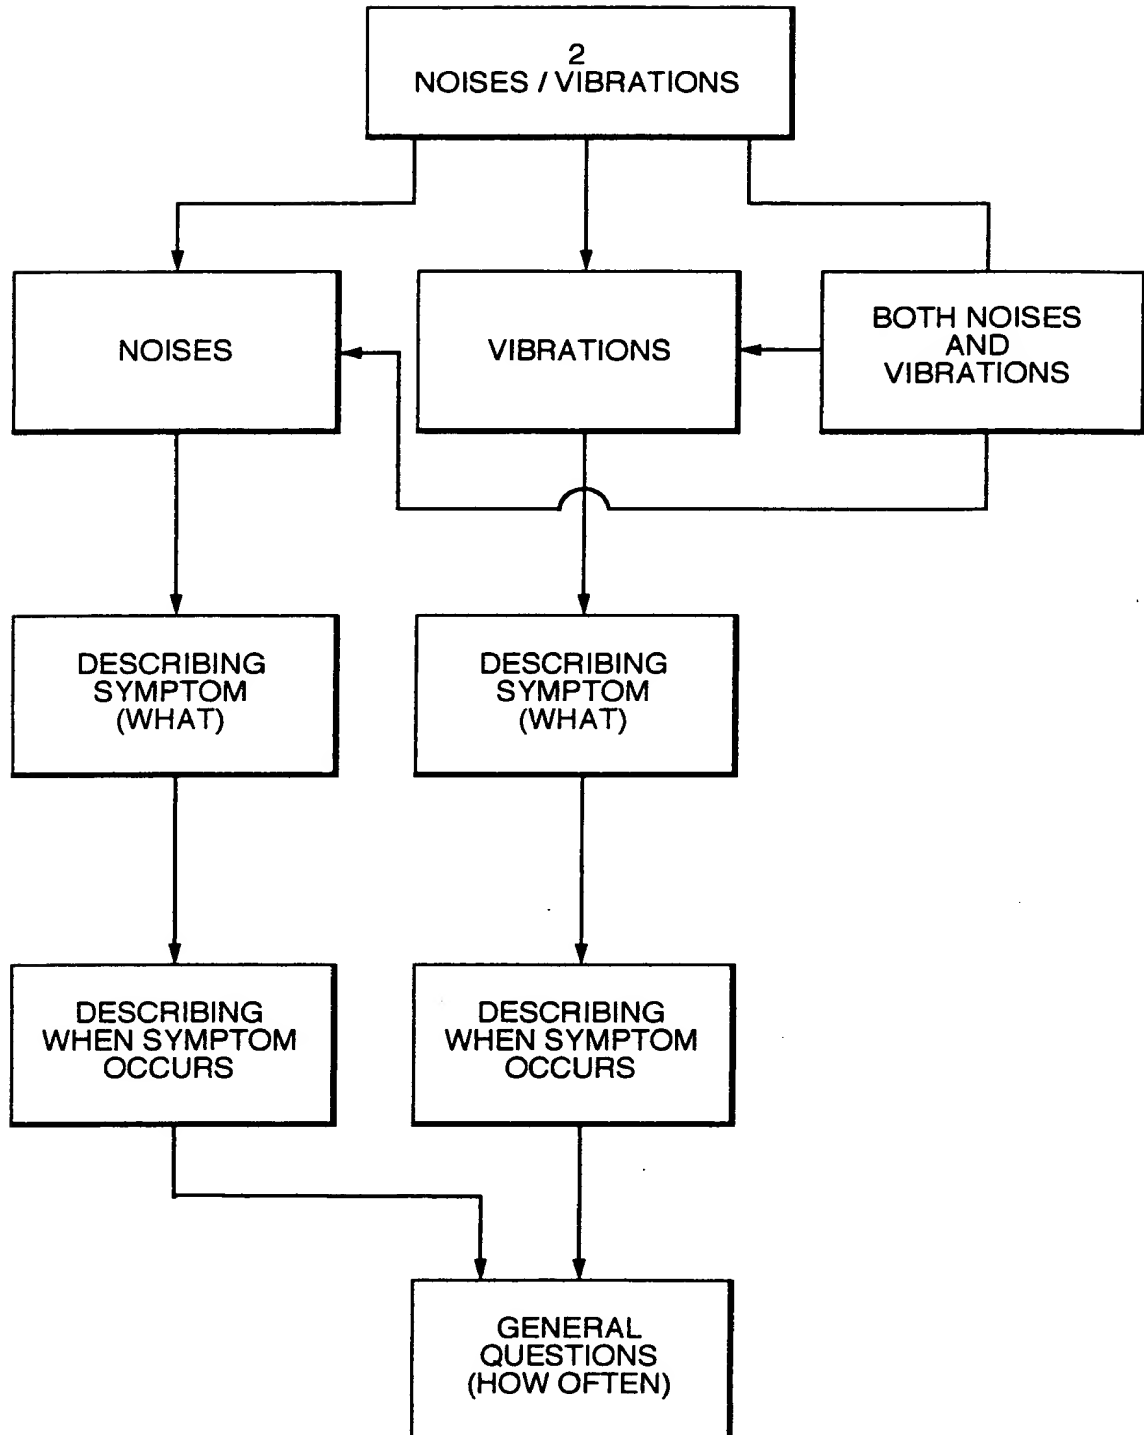 2
NOISES / VIBRATIONS
NOISES
VIBRATIONS
BOTH NOISES
AND
VIBRATIONS
DESCRIBING
SYMPTOM
(WHAT)
DESCRIBING
SYMPTOM
(WHAT)
DESCRIBING
WHEN SYMPTOM
OCCURS
DESCRIBING
WHEN SYMPTOM
OCCURS
GENERAL
QUESTIONS
(HOW OFTEN)